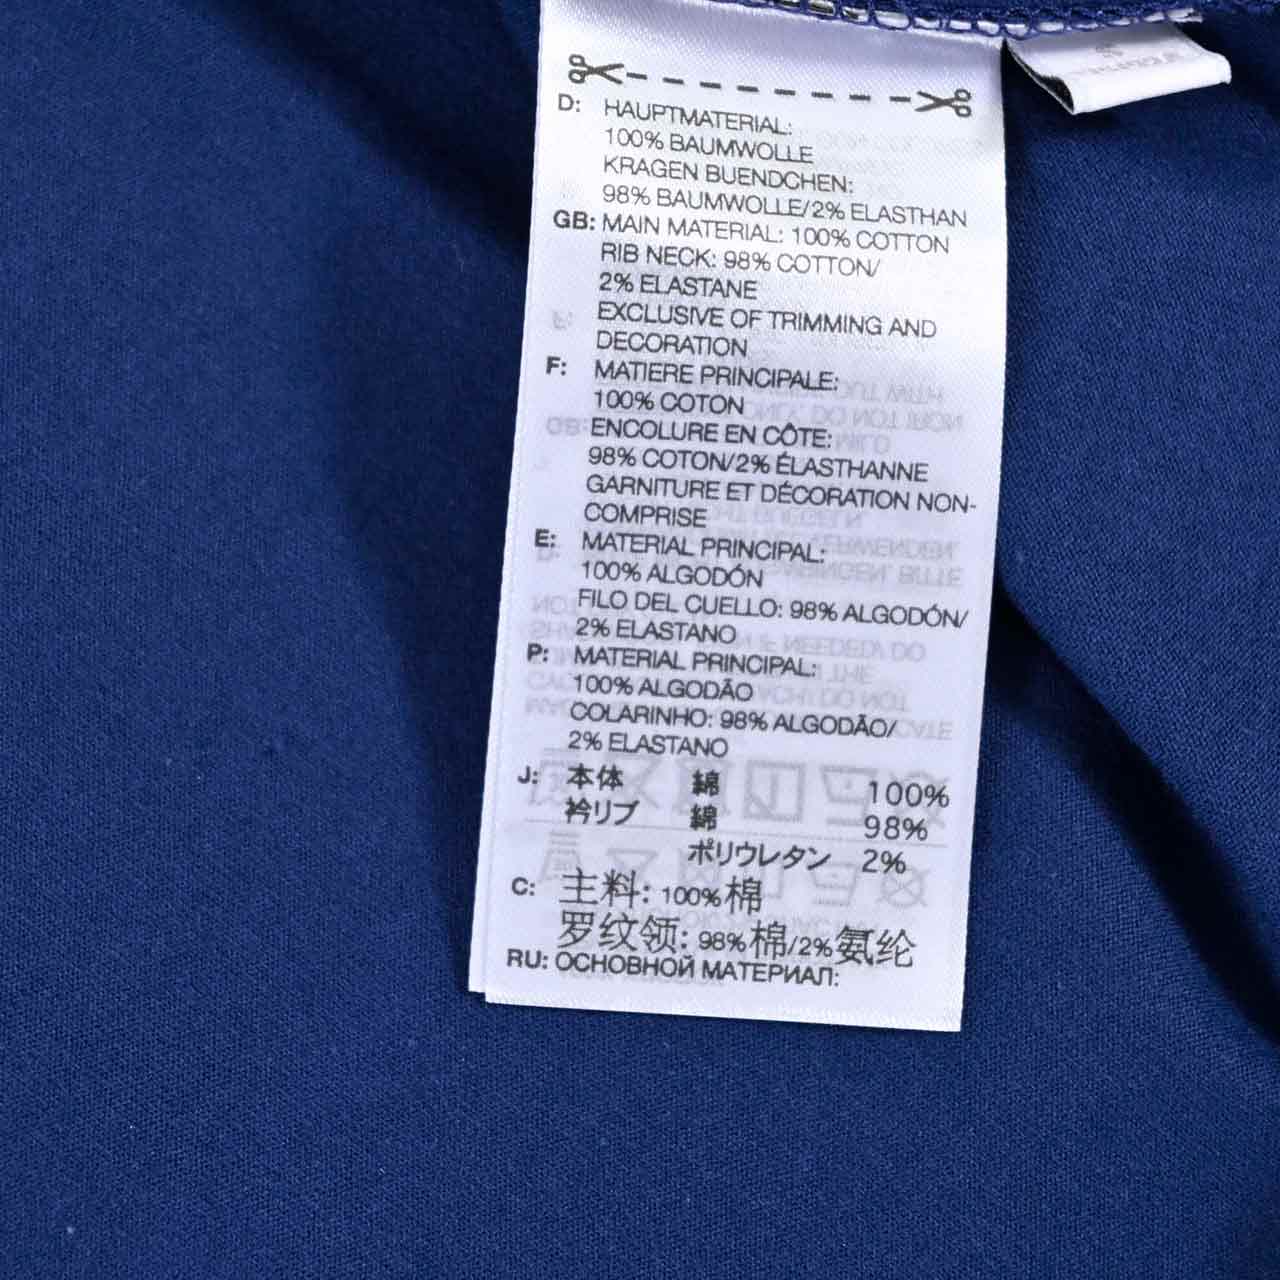 D: HAUPTMATERIAL:
100% BAUMWOLLE
KRAGEN BUENDCHEN:
98% BAUMWOLLE/2% ELASTHAN
GB: MAIN MATERIAL: 100% COTTON
RIB NECK: 98% COTTON/
2% ELASTANE
EXCLUSIVE OF TRIMMING AND
DECORATION
F: MATIERE PRINCIPALE:
100% COTON
ENCOLURE EN CÔTE:
98% COTON/2% ÉLASTHANNE
GARNITURE ET DÉCORATION NON-
COMPRISE
E: MATERIAL PRINCIPAL:
100% ALGODÓN
FILO DEL CUELLO: 98% ALGODÓN/
2% ELASTANO
P: MATERIAL PRINCIPAL:
100% ALGODÃO
COLARINHO: 98% ALGODÃO/
2% ELASTANO
J: 本体 綿 100%
衿リブ 綿 98%
ポリウレタン 2%
C: 主料: 100%棉
罗纹领: 98%棉/2%氨纶
RU: ОСНОВНОЙ МАТЕРИАЛ: